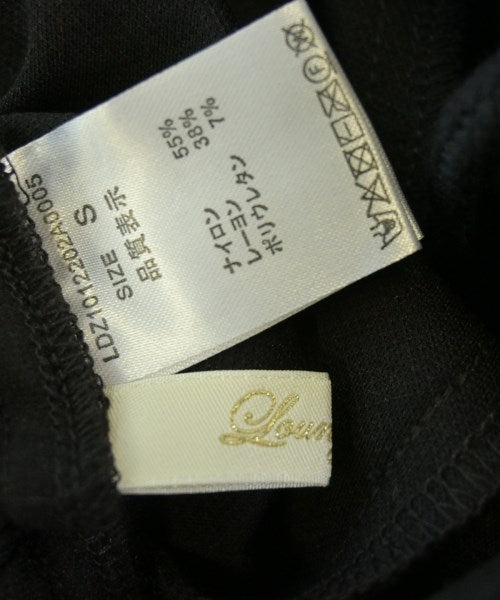 LDZ1012202A0005
SIZE S
品質表示
ナイロン 55%
レーヨン 38%
ポリウレタン 7%
Loun